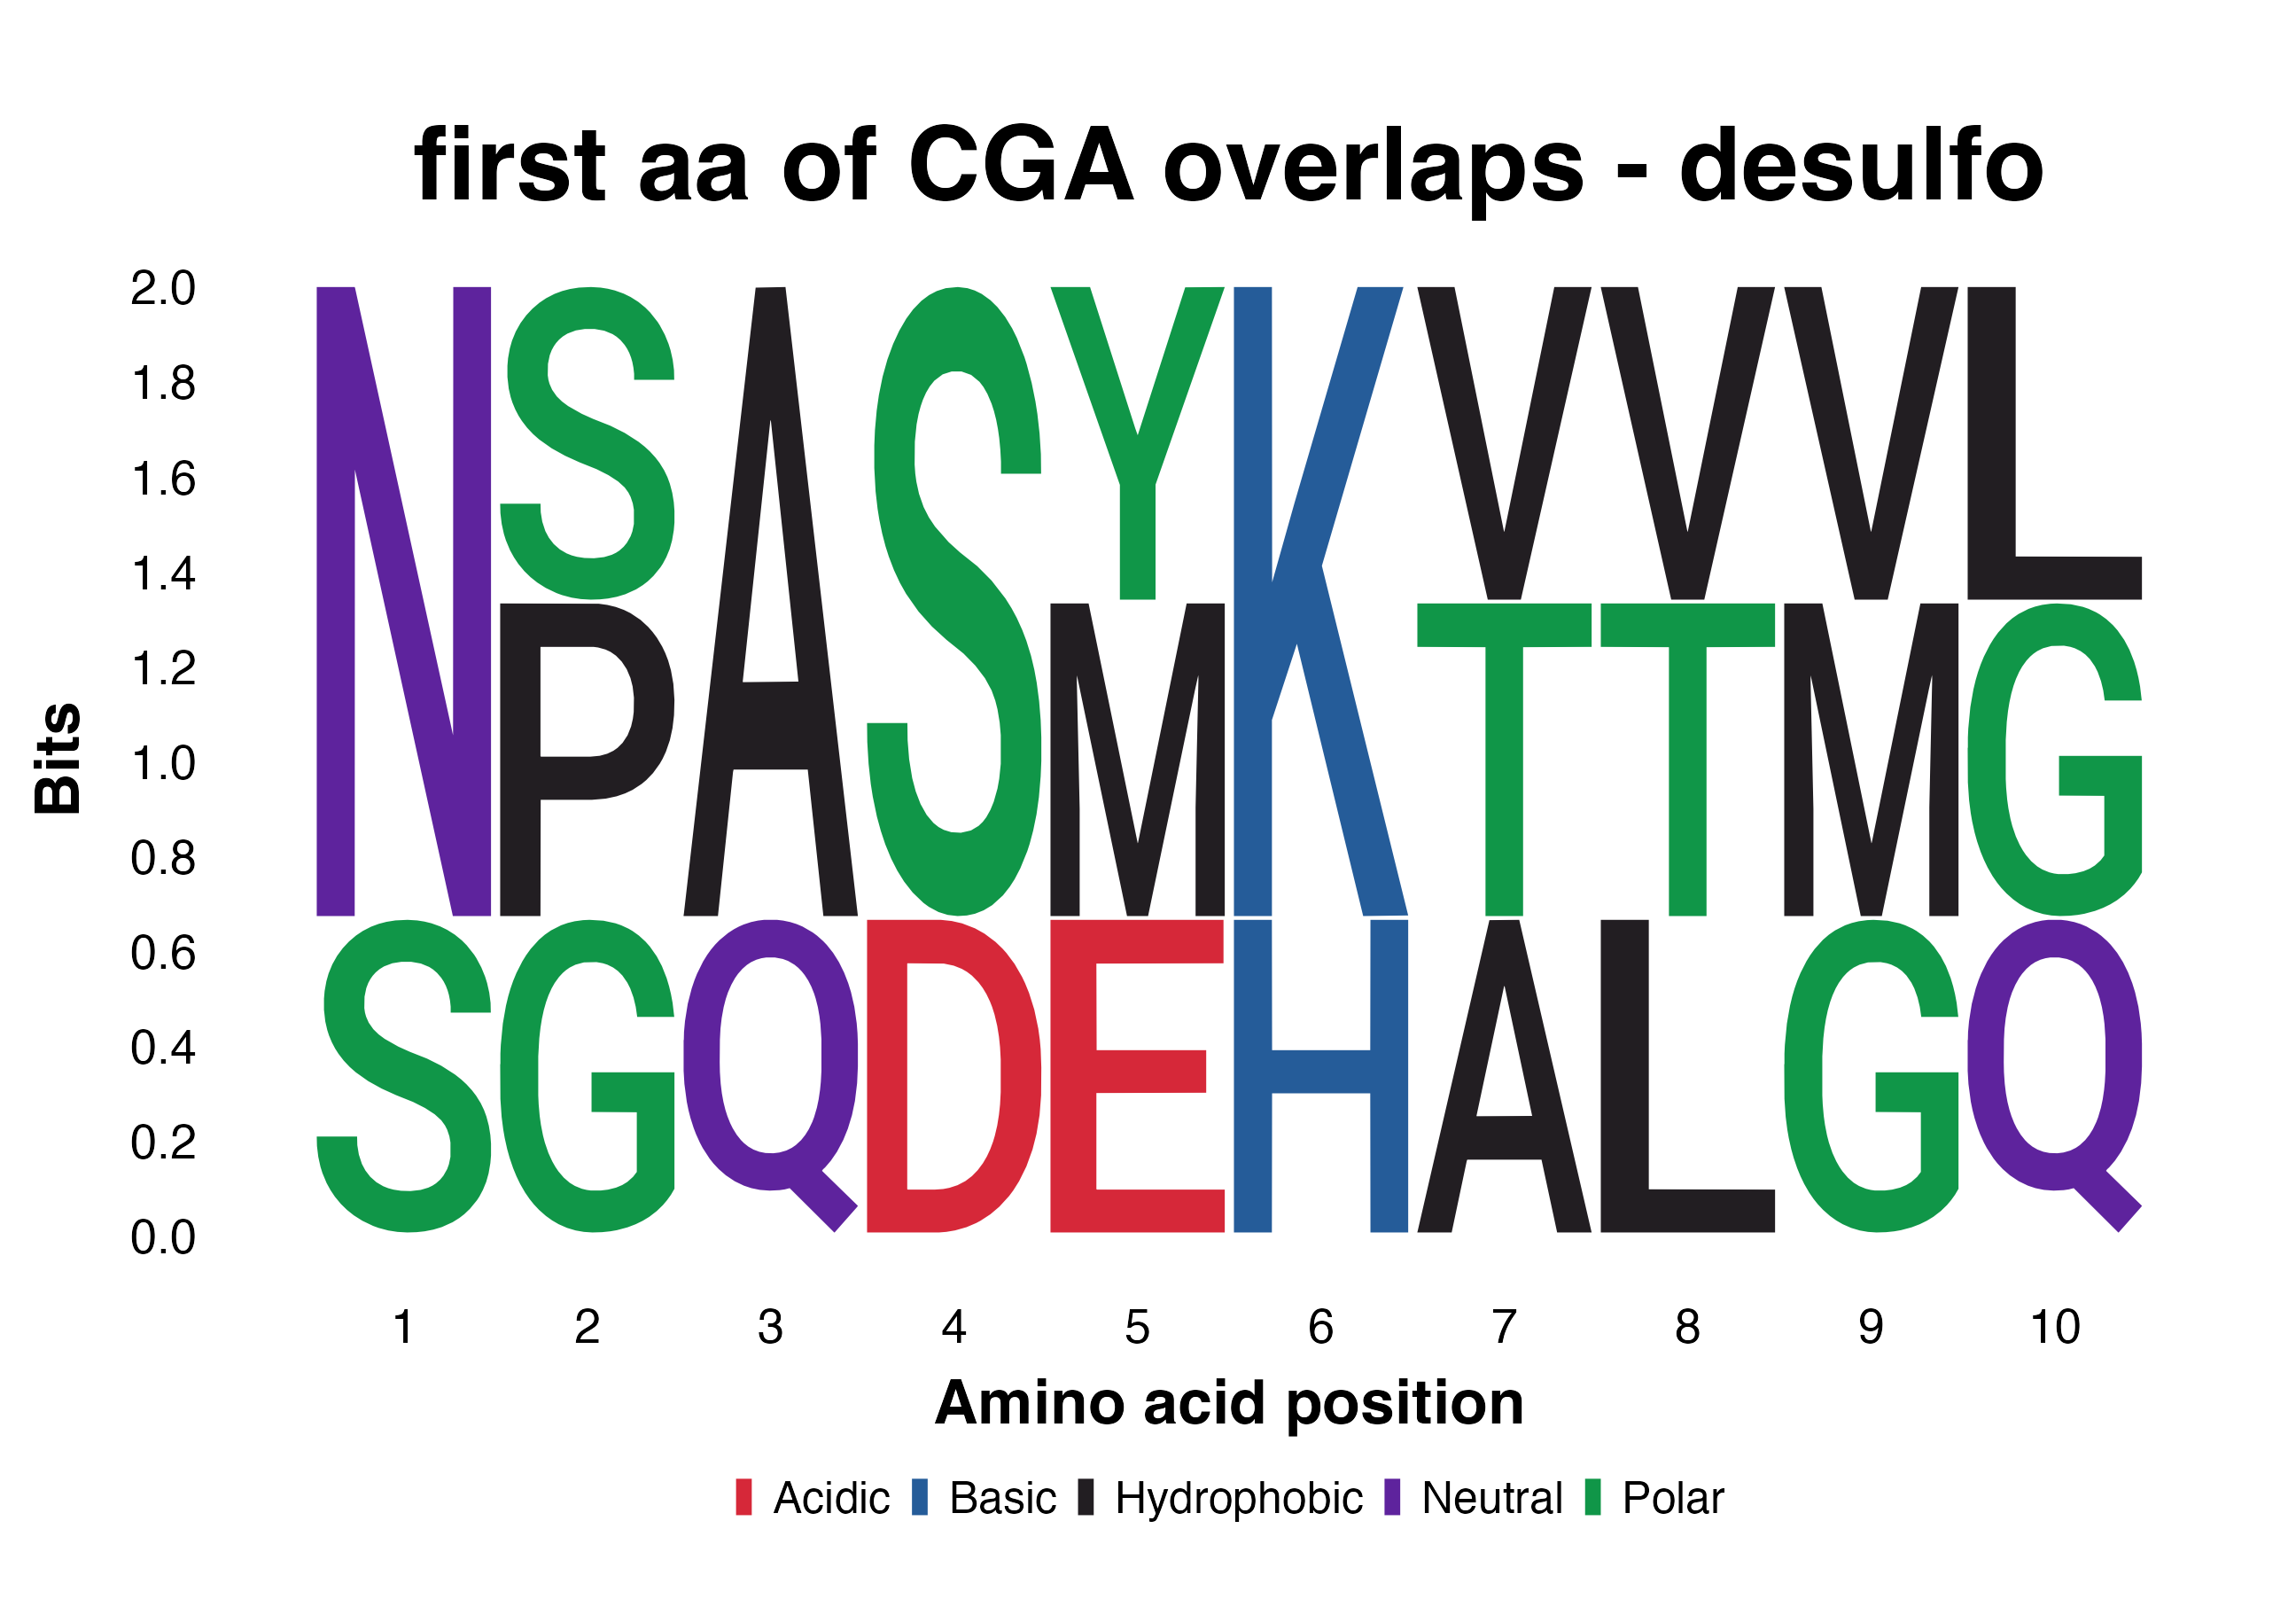 first aa of CGA overlaps - desulfo
2.0
1.8
1.6
1.4
1.2
1.0
0.8
0.6
0.4
0.2
0.0
Bits
N S A S Y K V V V L
P M T T M G
S G Q D E H A L G Q
1 2 3 4 5 6 7 8 9 10
Amino acid position
Acidic Basic Hydrophobic Neutral Polar